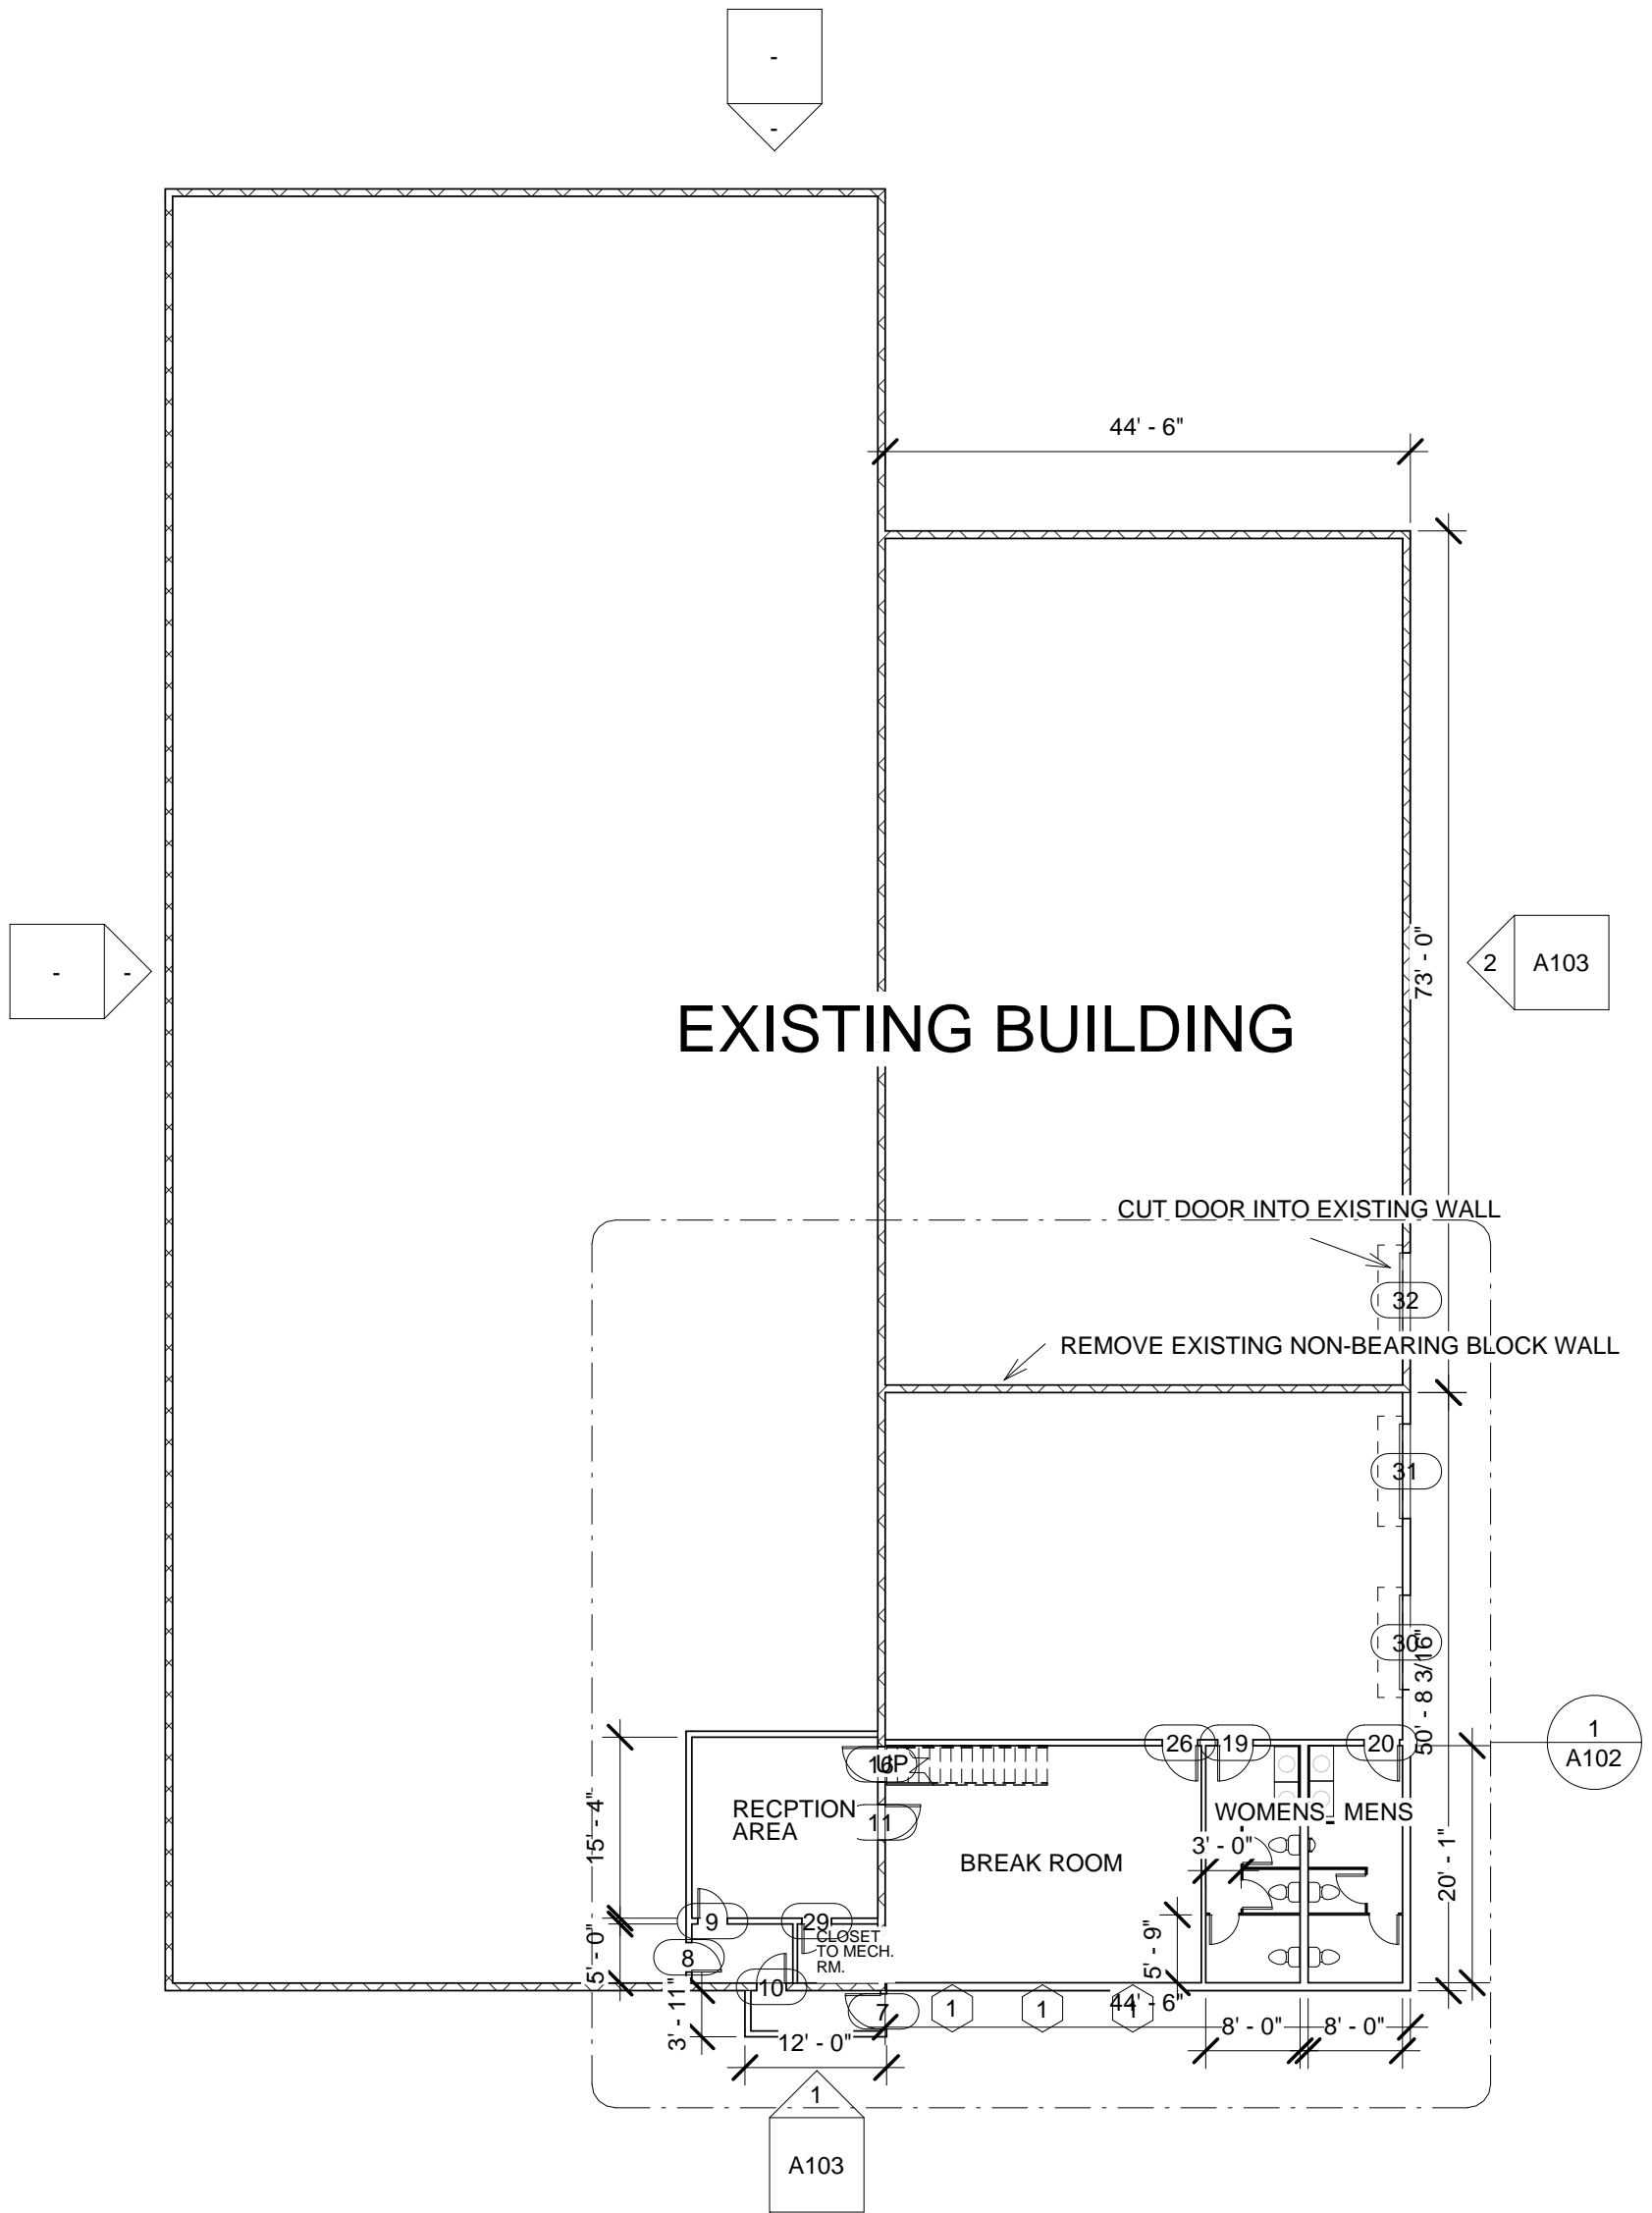 -
-
44' - 6"
EXISTING BUILDING
73' - 0"
2
A103
-
-
CUT DOOR INTO EXISTING WALL
32
REMOVE EXISTING NON-BEARING BLOCK WALL
31
30
50' - 8 3/16"
1
A102
26
19
20
16
UP
11
RECPTION
AREA
15' - 4"
WOMENS
MENS
3' - 0"
BREAK ROOM
20' - 1"
9
29
CLOSET
TO MECH.
RM.
8
5' - 0"
5' - 9"
10
7
1
1
1
44' - 6"
3' - 11"
12' - 0"
8' - 0"
8' - 0"
1
A103